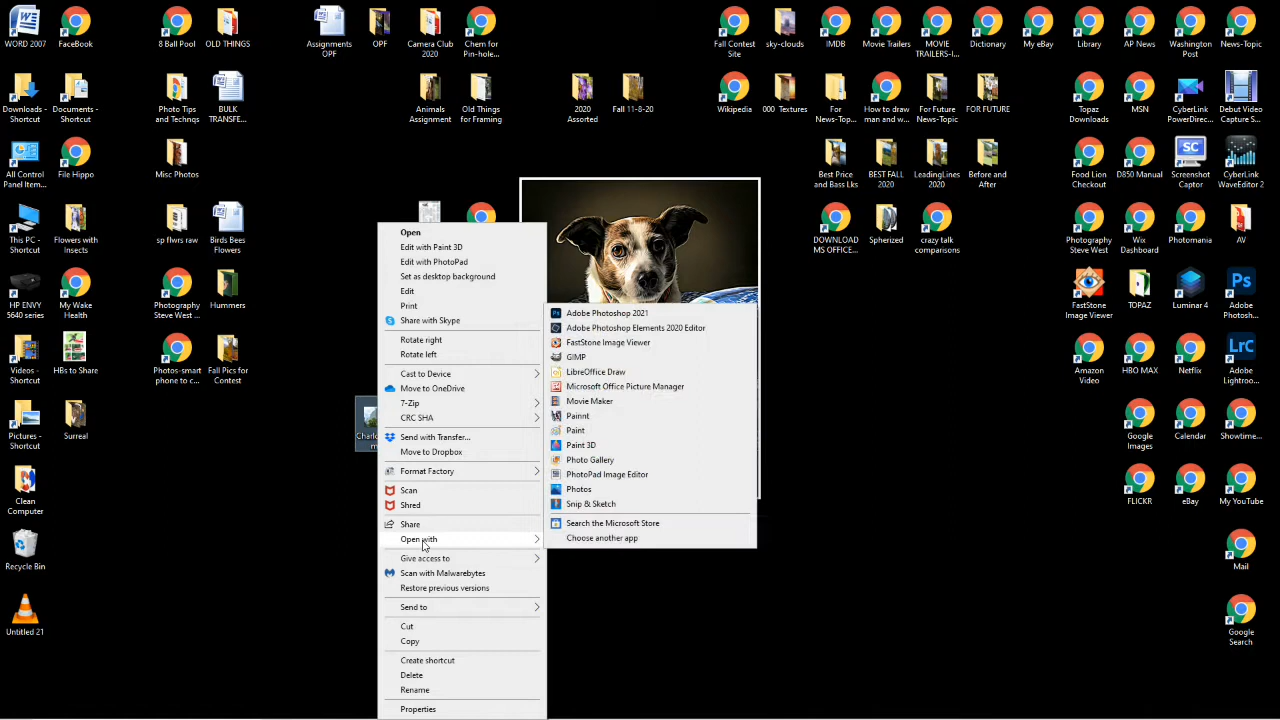 WORD 2007
FaceBook
8 Ball Pool
OLD THINGS
Assignments
OPF
OPF
Camera Club
2020
Chem for
Pin-hole...
Fall Contest
Site
sky-clouds
IMDB
Movie Trailers
MOVIE
TRAILERS-I...
Dictionary
My eBay
Library
AP News
Washington
Post
News-Topic
Downloads -
Shortcut
Documents -
Shortcut
Photo Tips
and Technqs
BULK
TRANSFE...
Animals
Assignment
Old Things
for Framing
2020
Assorted
Fall 11-8-20
Wikipedia
000 Textures
For
News-Top...
How to draw
man and w...
For Future
News-Topic
FOR FUTURE
Topaz
Downloads
MSN
CyberLink
PowerDirec...
Debut Video
Capture S...
All Control
Panel Item...
File Hippo
Misc Photos
Best Price
and Bass Lks
BEST FALL
2020
LeadingLines
2020
Before and
After
Food Lion
Checkout
D850 Manual
SC
Screenshot
Captor
CyberLink
WaveEditor 2
This PC -
Shortcut
Flowers with
Insects
sp flwrs raw
Birds Bees
Flowers
DOWNLOAD
MS OFFICE...
Spherized
crazy talk
comparisons
Photography
Steve West
Wix
Dashboard
Photomania
AV
HP ENVY
5640 series
My Wake
Health
Photography
Steve West ...
Hummers
FastStone
Image Viewer
TOPAZ
Luminar 4
Ps
Adobe
Photosh...
Videos -
Shortcut
HBs to Share
Photos-smart
phone to c...
Fall Pics for
Contest
Amazon
Video
HBO MAX
Netflix
LrC
Adobe
Lightroo...
Pictures -
Shortcut
Surreal
Charlo
Google
Images
Calendar
Showtime...
Clean
Computer
FLICKR
eBay
My YouTube
Recycle Bin
Mail
Untitled 21
Google
Search
Open
Edit with Paint 3D
Edit with PhotoPad
Set as desktop background
Edit
Print
Share with Skype
Rotate right
Rotate left
Cast to Device
Move to OneDrive
7-Zip
CRC SHA
Send with Transfer...
Move to Dropbox
Format Factory
Scan
Shred
Share
Open with
Give access to
Scan with Malwarebytes
Restore previous versions
Send to
Cut
Copy
Create shortcut
Delete
Rename
Properties
Adobe Photoshop 2021
Adobe Photoshop Elements 2020 Editor
FastStone Image Viewer
GIMP
LibreOffice Draw
Microsoft Office Picture Manager
Movie Maker
Painnt
Paint
Paint 3D
Photo Gallery
PhotoPad Image Editor
Photos
Snip & Sketch
Search the Microsoft Store
Choose another app